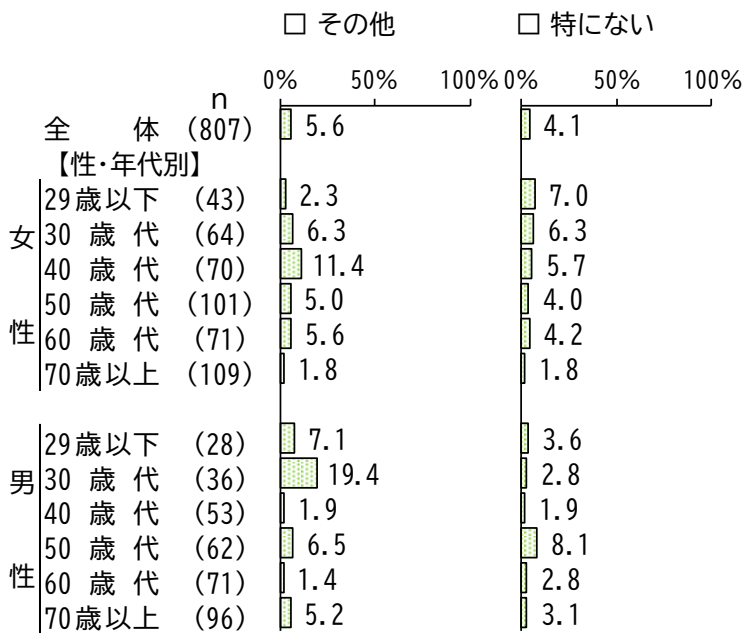 □ その他 □ 特にない
0% 50% 100% 0% 50% 100%
n
全 体 (807) 5.6 4.1
【性・年代別】
女性
29歳以下 (43) 2.3 7.0
30 歳 代 (64) 6.3 6.3
40 歳 代 (70) 11.4 5.7
50 歳 代 (101) 5.0 4.0
60 歳 代 (71) 5.6 4.2
70歳以上 (109) 1.8 1.8
男性
29歳以下 (28) 7.1 3.6
30 歳 代 (36) 19.4 2.8
40 歳 代 (53) 1.9 1.9
50 歳 代 (62) 6.5 8.1
60 歳 代 (71) 1.4 2.8
70歳以上 (96) 5.2 3.1